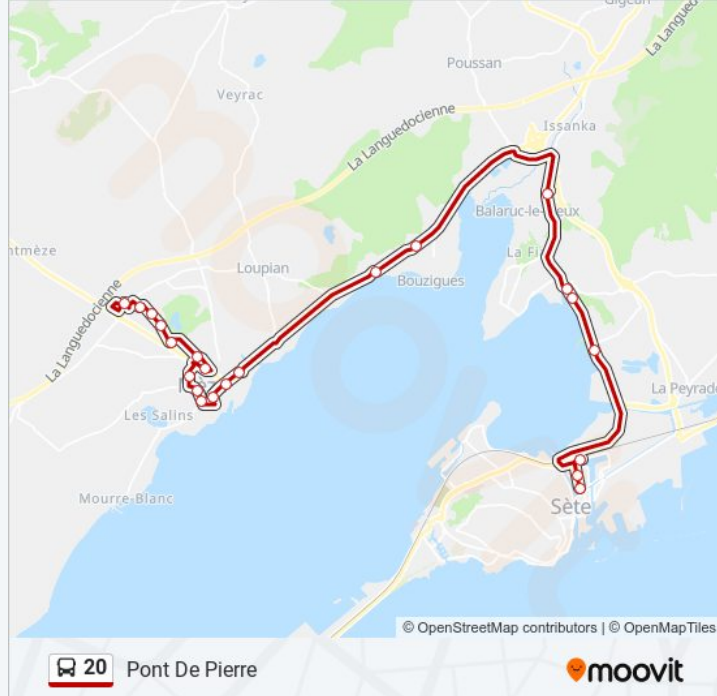 Gigean
La Languedocienne
Poussan
Veyrac
Issanka
La Languedocienne
Balaruc-le-Vieux
ntmèze
Loupian
La Fi
Bouzigues
La Languedocienne
Les Salins
La Peyrade
Mourre-Blanc
Sète
© OpenStreetMap contributors | © OpenMapTiles
20 Pont De Pierre
moovit